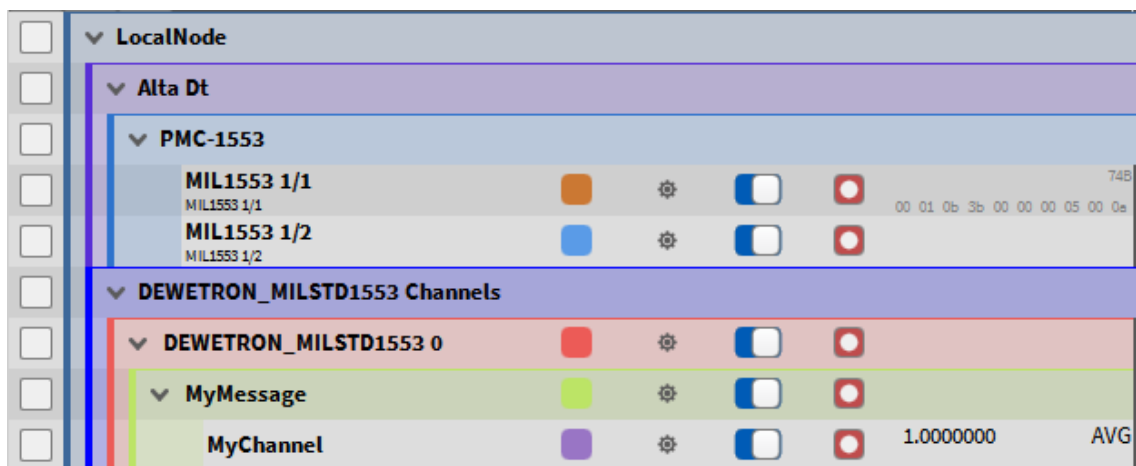 LocalNode
Alta Dt
PMC-1553
MIL1553 1/1
MIL1553 1/1
74B
00 01 0b 3b 00 00 00 05 00 0a
MIL1553 1/2
MIL1553 1/2
DEWETRON_MILSTD1553 Channels
DEWETRON_MILSTD1553 0
MyMessage
MyChannel
1.0000000 AVG